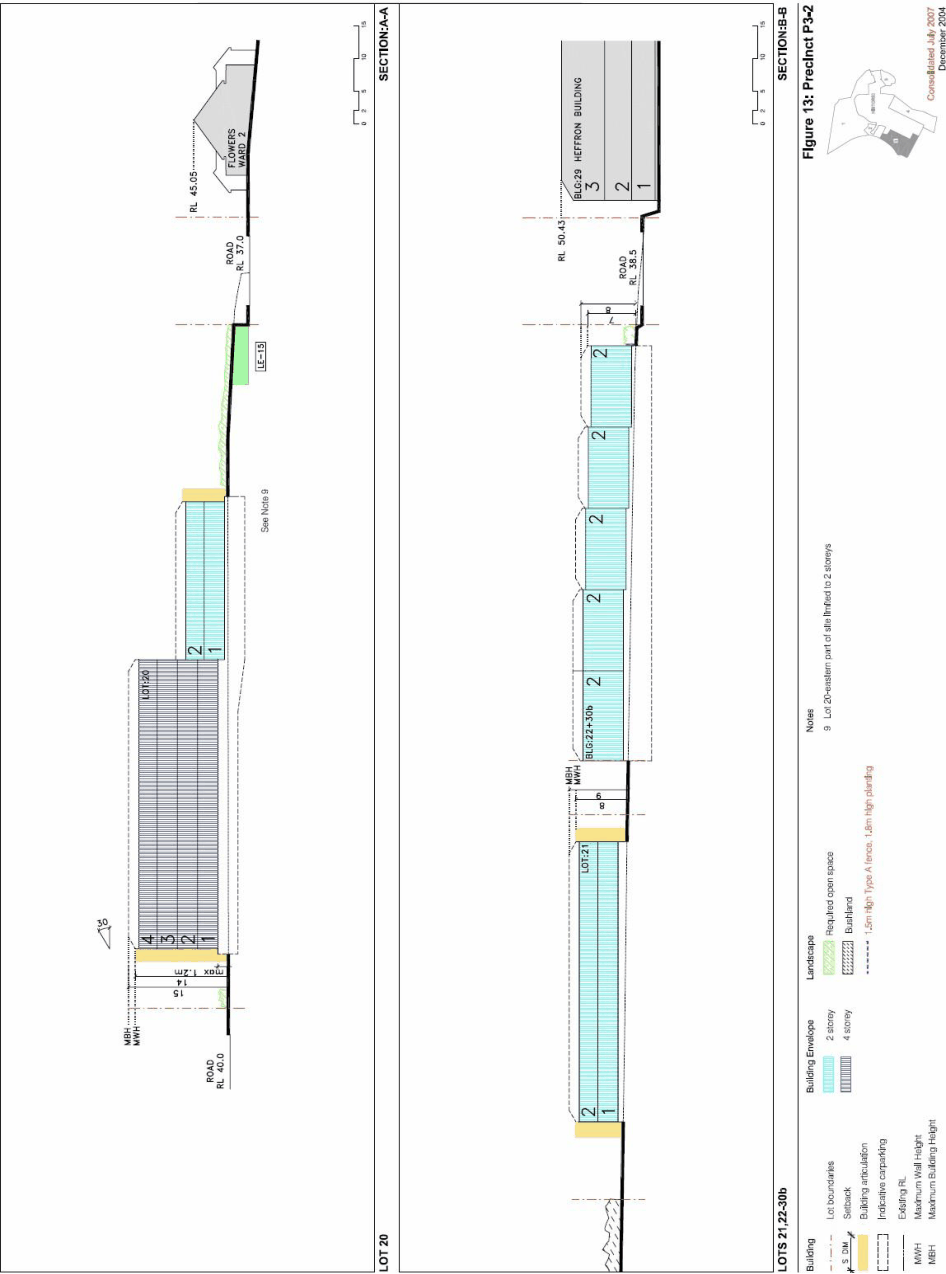 30
MBH
MWH
15
14
max 1.2m
ROAD
RL 40.0
LOT:20
4
3
2
1
2
1
See Note 9
LE-15
ROAD
RL 37.0
RL 45.05
FLOWERS
WARD 2
0 2 5 10 15
LOT 20
SECTION:A-A
2
1
LOT:21
MBH
MWH
9
8
BLG:22+30b
2
2
2
2
2
8
7
ROAD
RL 38.5
RL 50.43
BLG:29 HEFFRON BUILDING
3
2
1
0 2 5 10 15
LOTS 21,22-30b
SECTION:B-B
Building
Lot boundaries
S DIM
Setback
Building articulation
Indicative carparking
Existing RL
MWH Maximum Wall Height
MBH Maximum Building Height
Building Envelope
2 storey
4 storey
Landscape
Required open space
Bushland
1.5m high Type A fence, 1.8m high planting
Notes
9 Lot 20-eastern part of site limited to 2 storeys
Figure 13: Precinct P3-2
Consolidated July 2007
December 2004